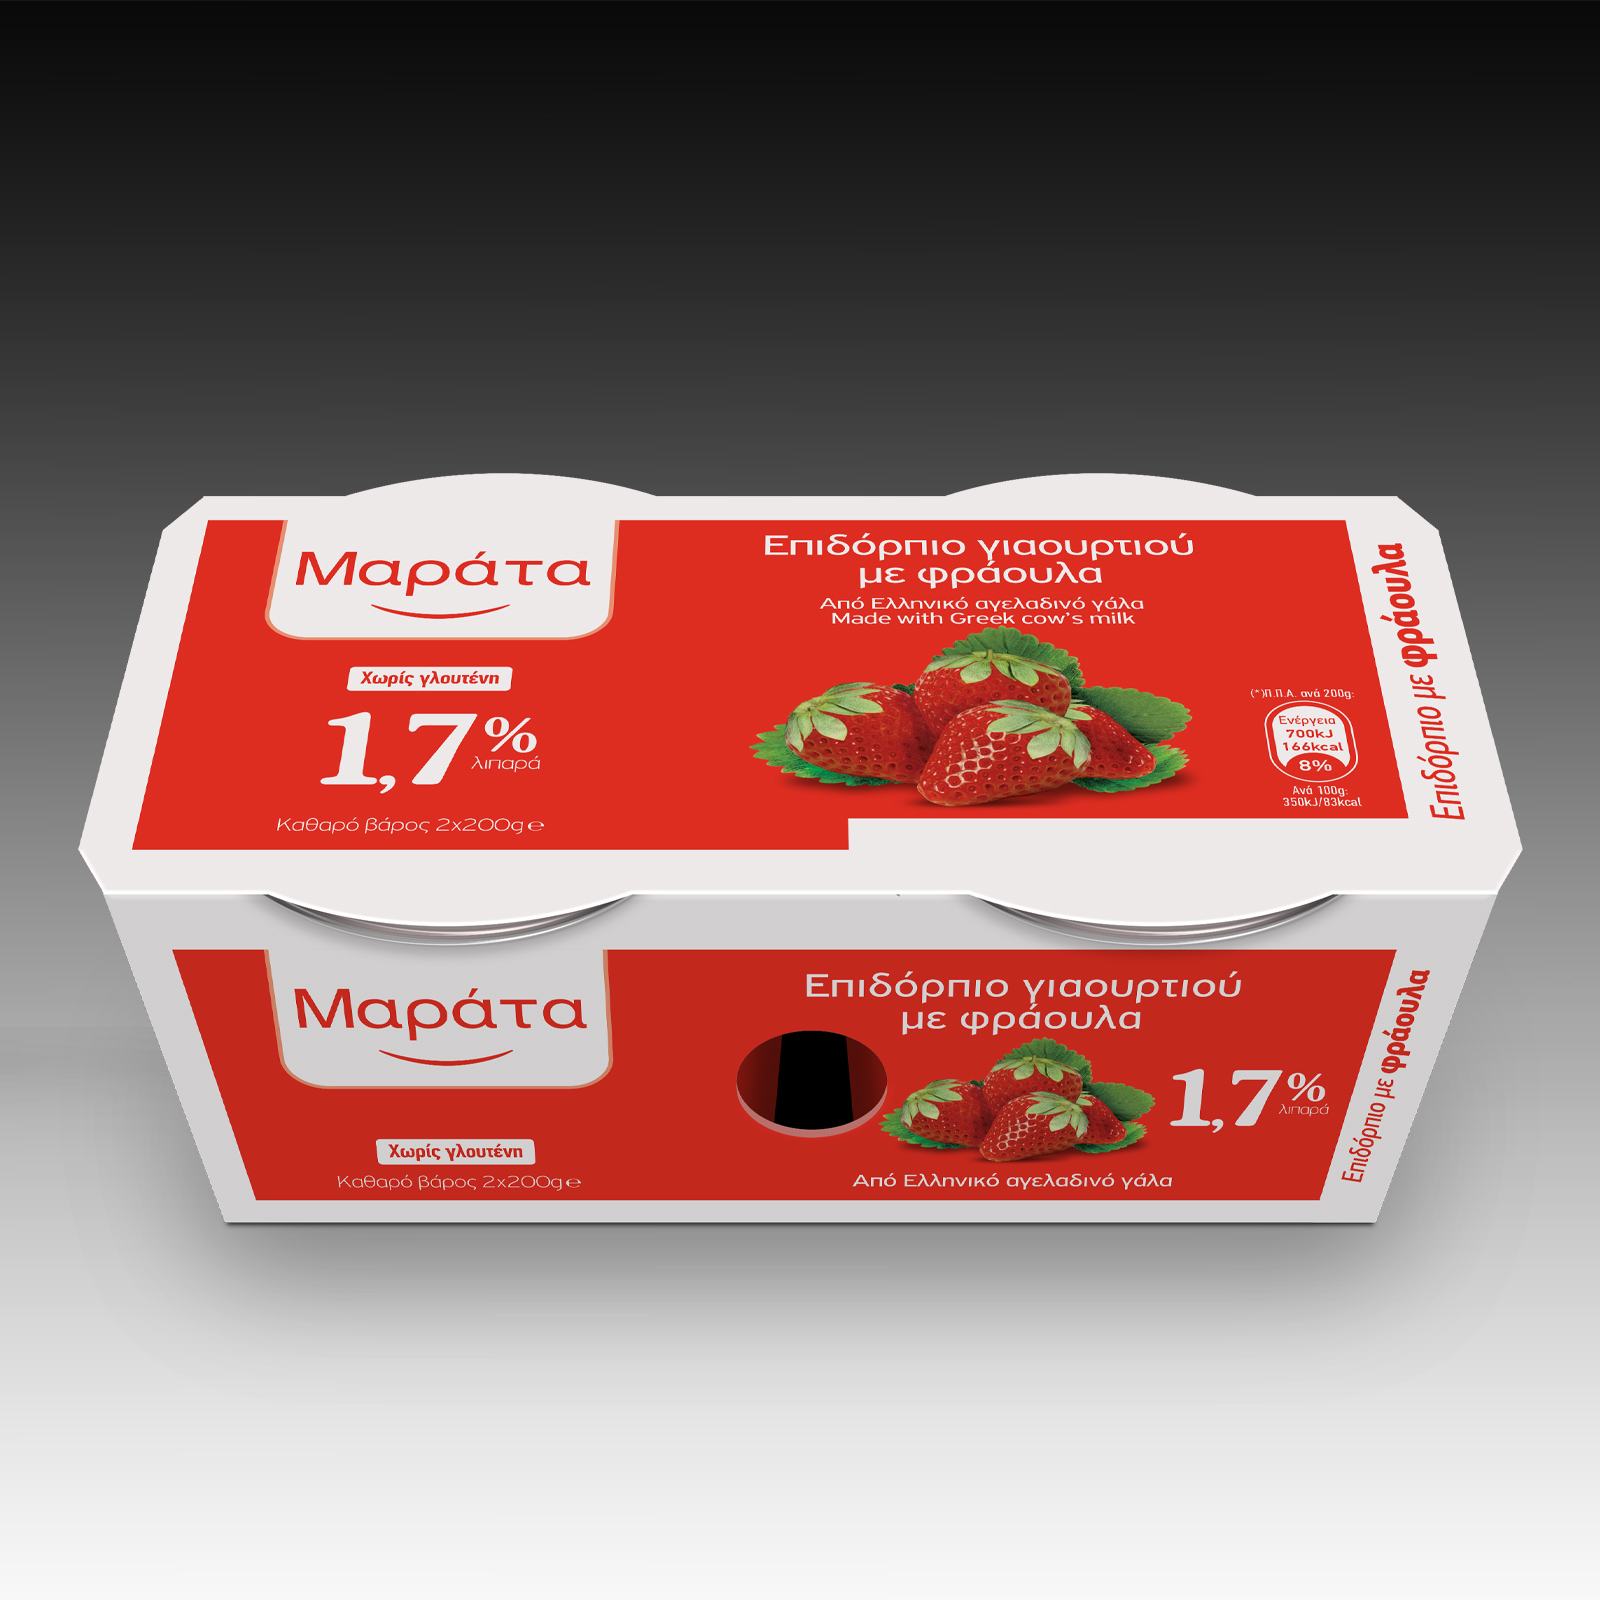 Μαράτα
Χωρίς γλουτένη
1,7%
λιπαρά
Καθαρό βάρος 2x200g ℮
Επιδόρπιο γιαουρτιού
με φράουλα
Από Ελληνικό αγελαδινό γάλα
Made with Greek cow's milk
(*)Π.Π.Α. ανά 200g:
Ενέργεια
700kJ
166kcal
8%
Ανά 100g:
350kJ/83kcal
Επιδόρπιο με φράουλα
Μαράτα
Χωρίς γλουτένη
Καθαρό βάρος 2x200g ℮
Επιδόρπιο γιαουρτιού
με φράουλα
1,7%
λιπαρά
Από Ελληνικό αγελαδινό γάλα
Επιδόρπιο με φράουλα